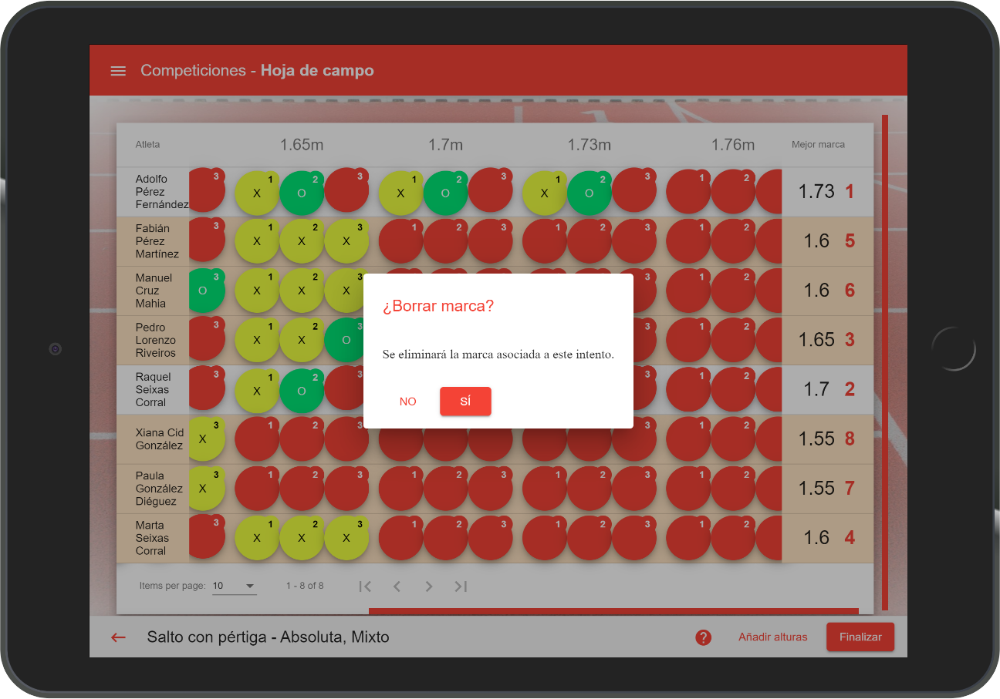 Competiciones - Hoja de campo
Atleta 1.65m 1.7m 1.73m 1.76m Mejor marca
Adolfo Pérez Fernández 3 X 1 O 2 3 X 1 O 2 3 X 1 O 2 3 1 2 1.73 1
Fabián Pérez Martínez 3 X 1 X 2 X 3 1 2 3 1 2 3 1 2 1.6 5
Manuel Cruz Mahia O 3 X 1 X 2 X 3 3 1 2 1.6 6
Pedro Lorenzo Riveiros 3 X 1 X 2 O 3 3 1 2 1.65 3
Raquel Seixas Corral 3 X 1 O 2 3 3 1 2 1.7 2
Xiana Cid González X 3 1 2 3 3 1 2 1.55 8
Paula González Diéguez X 3 1 2 3 1 2 3 1 2 3 1 2 1.55 7
Marta Seixas Corral 3 X 1 X 2 X 3 1 2 3 1 2 3 1 2 1.6 4
¿Borrar marca?
Se eliminará la marca asociada a este intento.
NO SÍ
Items per page: 10 1 - 8 of 8
Salto con pértiga - Absoluta, Mixto ? Añadir alturas Finalizar